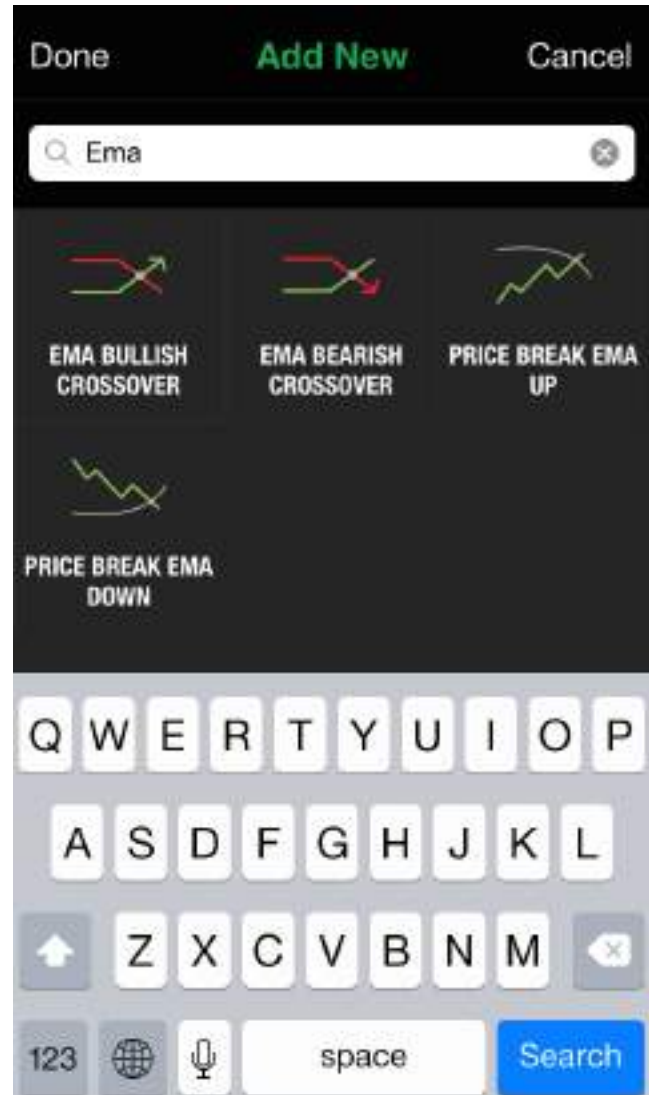 Done Add New Cancel
Ema
EMA BULLISH
CROSSOVER
EMA BEARISH
CROSSOVER
PRICE BREAK EMA
UP
PRICE BREAK EMA
DOWN
Q W E R T Y U I O P
A S D F G H J K L
Z X C V B N M
123 space Search